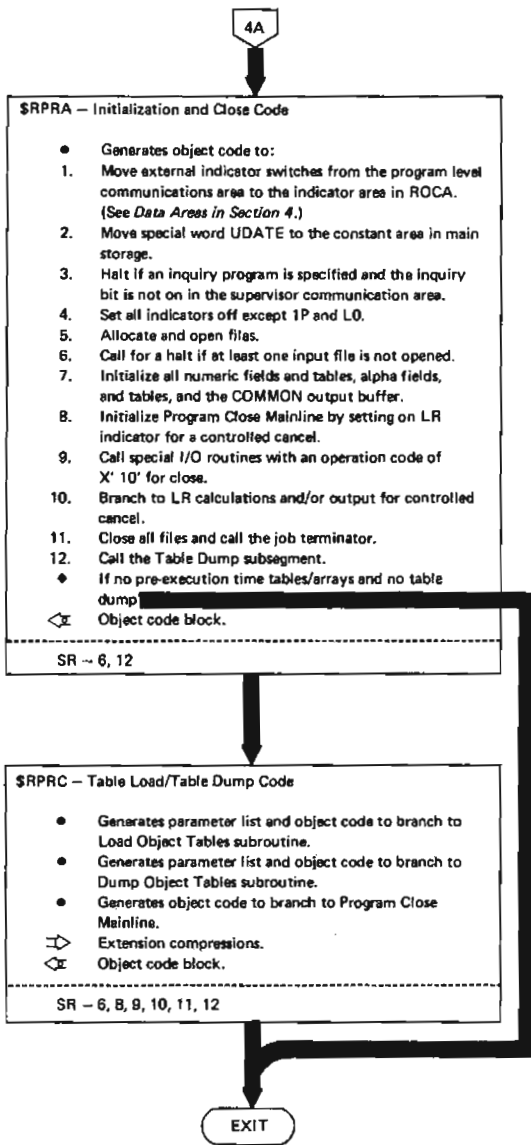 4A
$RPRA – Initialization and Close Code
● Generates object code to:
1. Move external indicator switches from the program level
communications area to the indicator area in ROCA.
(See Data Areas in Section 4.)
2. Move special word UDATE to the constant area in main
storage.
3. Halt if an inquiry program is specified and the inquiry
bit is not on in the supervisor communication area.
4. Set all indicators off except 1P and L0.
5. Allocate and open files.
6. Call for a halt if at least one input file is not opened.
7. Initialize all numeric fields and tables, alpha fields,
and tables, and the COMMON output buffer.
8. Initialize Program Close Mainline by setting on LR
indicator for a controlled cancel.
9. Call special I/O routines with an operation code of
X' 10' for close.
10. Branch to LR calculations and/or output for controlled
cancel.
11. Close all files and call the job terminator.
12. Call the Table Dump subsegment.
♦ If no pre-execution time tables/arrays and no table
dump
Object code block.
SR – 6, 12
$RPRC – Table Load/Table Dump Code
● Generates parameter list and object code to branch to
Load Object Tables subroutine.
● Generates parameter list and object code to branch to
Dump Object Tables subroutine.
● Generates object code to branch to Program Close
Mainline.
Extension compressions.
Object code block.
SR – 6, 8, 9, 10, 11, 12
EXIT